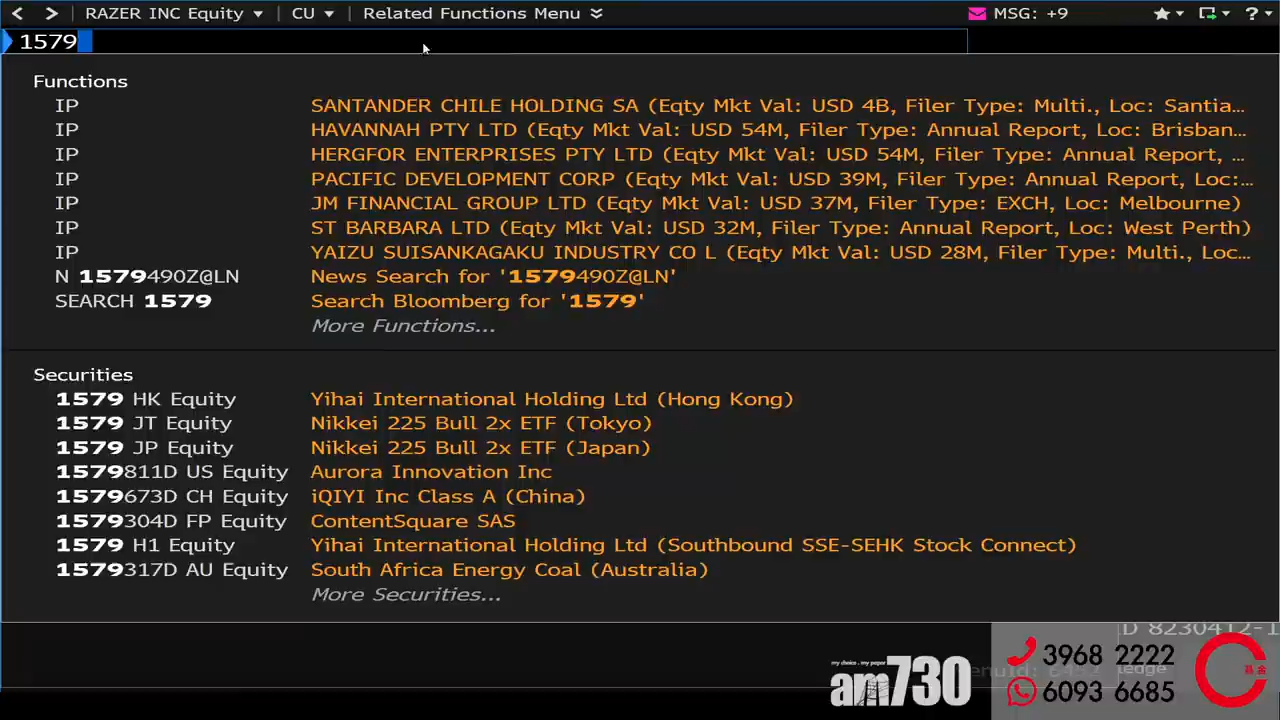 RAZER INC Equity CU Related Functions Menu MSG: +9 ?
1579
Functions
IP SANTANDER CHILE HOLDING SA (Eqty Mkt Val: USD 4B, Filer Type: Multi., Loc: Santia...
IP HAVANNAH PTY LTD (Eqty Mkt Val: USD 54M, Filer Type: Annual Report, Loc: Brisban...
IP HERGFOR ENTERPRISES PTY LTD (Eqty Mkt Val: USD 54M, Filer Type: Annual Report, ...
IP PACIFIC DEVELOPMENT CORP (Eqty Mkt Val: USD 39M, Filer Type: Annual Report, Loc:...
IP JM FINANCIAL GROUP LTD (Eqty Mkt Val: USD 37M, Filer Type: EXCH, Loc: Melbourne)
IP ST BARBARA LTD (Eqty Mkt Val: USD 32M, Filer Type: Annual Report, Loc: West Perth)
IP YAIZU SUISANKAGAKU INDUSTRY CO L (Eqty Mkt Val: USD 28M, Filer Type: Multi., Loc...
N 1579490Z@LN News Search for '1579490Z@LN'
SEARCH 1579 Search Bloomberg for '1579'
More Functions...
Securities
1579 HK Equity Yihai International Holding Ltd (Hong Kong)
1579 JT Equity Nikkei 225 Bull 2x ETF (Tokyo)
1579 JP Equity Nikkei 225 Bull 2x ETF (Japan)
1579811D US Equity Aurora Innovation Inc
1579673D CH Equity iQIYI Inc Class A (China)
1579304D FP Equity ContentSquare SAS
1579 H1 Equity Yihai International Holding Ltd (Southbound SSE-SEHK Stock Connect)
1579317D AU Equity South Africa Energy Coal (Australia)
More Securities...
D 8230412-1
my choice . my paper
am730
3968 2222
6093 6685
基金